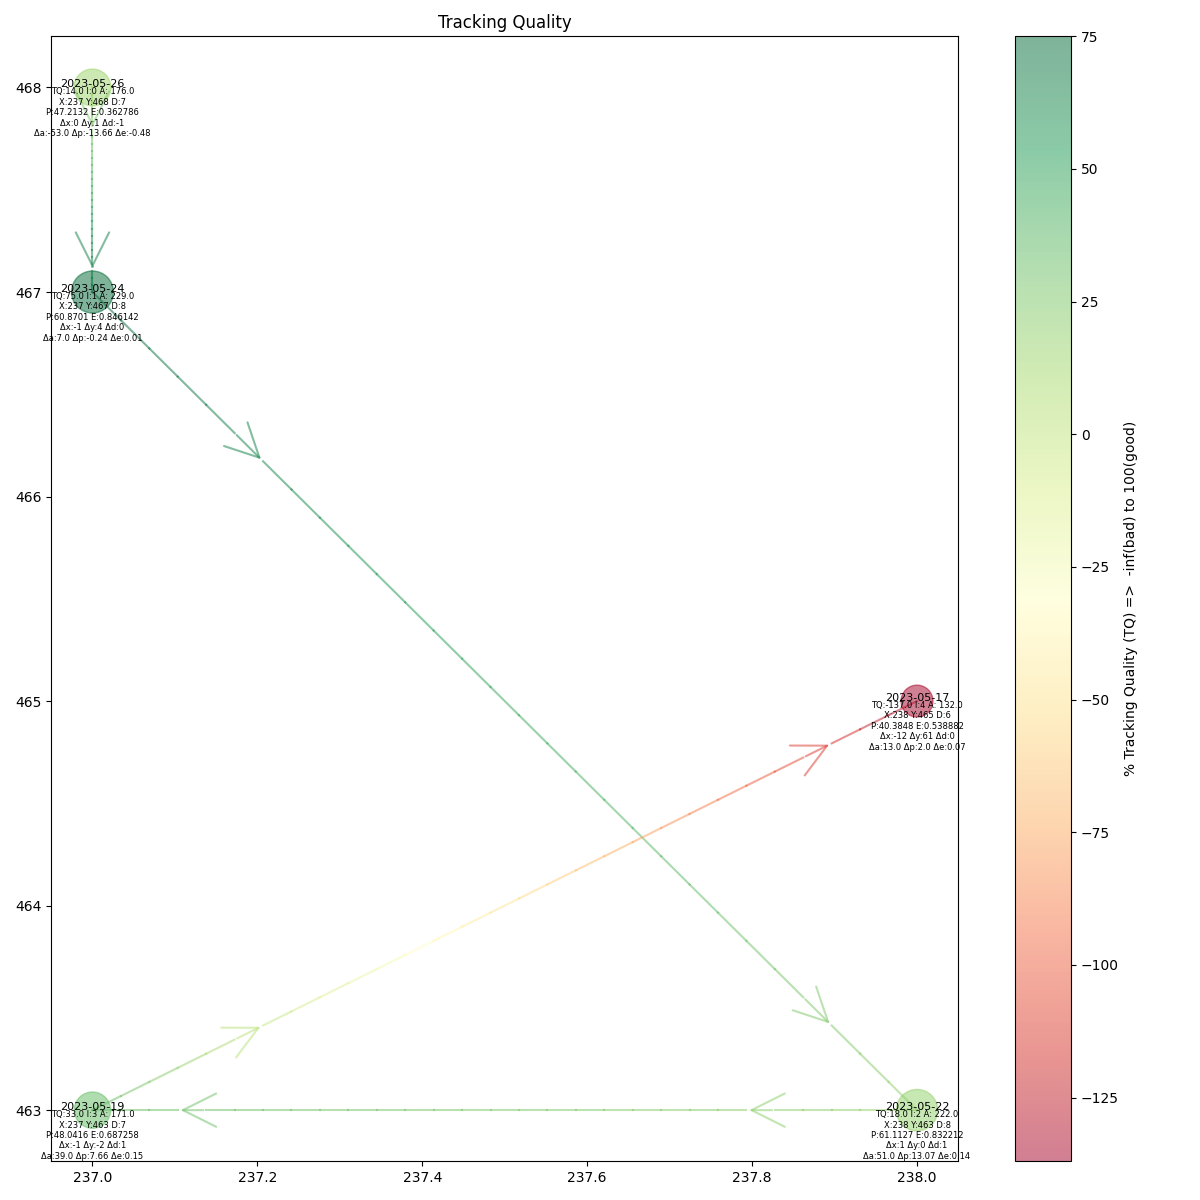 Tracking Quality
2023-05-26
TQ:14.0 I:0 A: 176.0
X:237 Y:468 D:7
P:47.2132 E:0.362786
Δx:0 Δy:1 Δd:-1
Δa:-53.0 Δp:-13.66 Δe:-0.48
2023-05-24
TQ:75.0 I:1 A: 229.0
X:237 Y:467 D:8
P:60.8701 E:0.846142
Δx:-1 Δy:4 Δd:0
Δa:7.0 Δp:-0.24 Δe:0.01
2023-05-17
TQ:-137.0 I:4 A: 132.0
X:238 Y:465 D:6
P:40.3848 E:0.538882
Δx:-12 Δy:61 Δd:0
Δa:13.0 Δp:2.0 Δe:0.07
2023-05-19
TQ:33.0 I:3 A: 171.0
X:237 Y:463 D:7
P:48.0416 E:0.687258
Δx:-1 Δy:-2 Δd:1
Δa:39.0 Δp:7.66 Δe:0.15
2023-05-22
TQ:18.0 I:2 A: 222.0
X:238 Y:463 D:8
P:61.1127 E:0.832212
Δx:1 Δy:0 Δd:1
Δa:51.0 Δp:13.07 Δe:0.14
468
467
466
465
464
463
237.0 237.2 237.4 237.6 237.8 238.0
75
50
25
0
−25
−50
−75
−100
−125
% Tracking Quality (TQ) => -inf(bad) to 100(good)